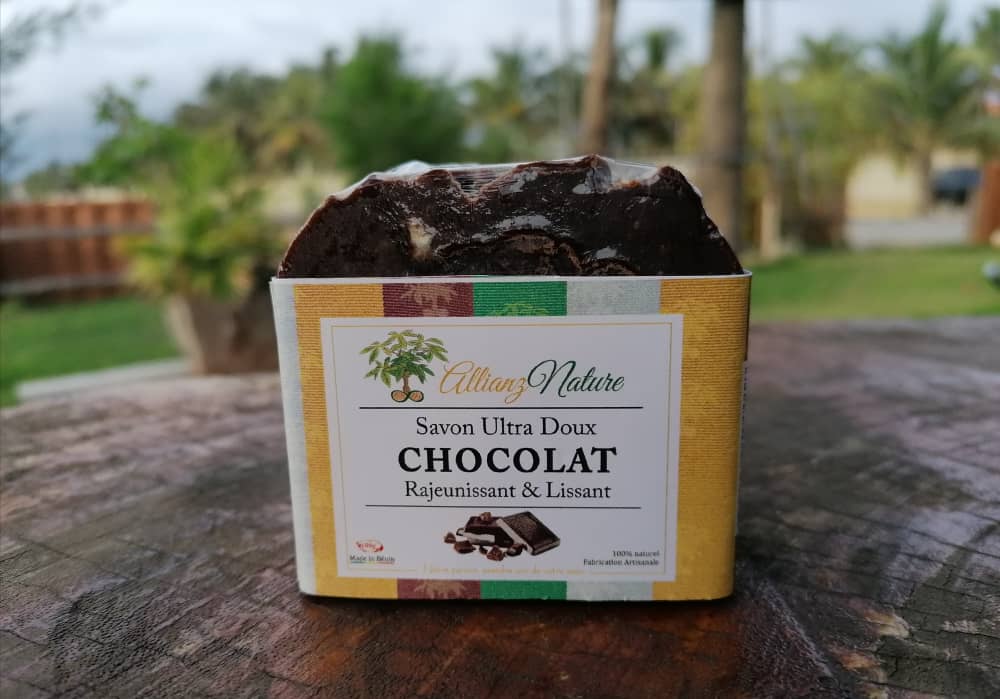 AllianzNature
Savon Ultra Doux
CHOCOLAT
Rajeunissant & Lissant
Made in Bénin
100% naturel
Fabrication Artisanale